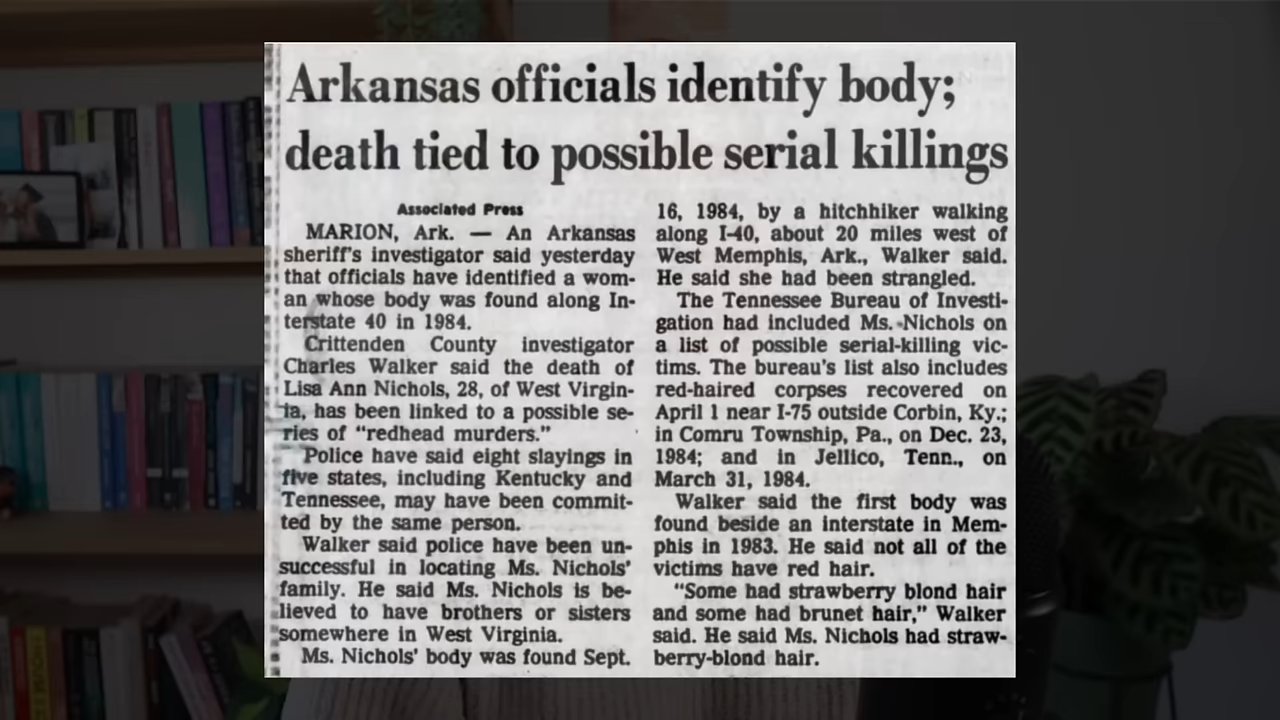 Arkansas officials identify body;
death tied to possible serial killings
Associated Press
MARION, Ark. — An Arkansas
sheriff's investigator said yesterday
that officials have identified a wom-
an whose body was found along In-
terstate 40 in 1984.
Crittenden County investigator
Charles Walker said the death of
Lisa Ann Nichols, 28, of West Virgin-
ia, has been linked to a possible se-
ries of "redhead murders."
Police have said eight slayings in
five states, including Kentucky and
Tennessee, may have been commit-
ted by the same person.
Walker said police have been un-
successful in locating Ms. Nichols'
family. He said Ms. Nichols is be-
lieved to have brothers or sisters
somewhere in West Virginia.
Ms. Nichols' body was found Sept.
16, 1984, by a hitchhiker walking
along I-40, about 20 miles west of
West Memphis, Ark., Walker said.
He said she had been strangled.
The Tennessee Bureau of Investi-
gation had included Ms. Nichols on
a list of possible serial-killing vic-
tims. The bureau's list also includes
red-haired corpses recovered on
April 1 near I-75 outside Corbin, Ky.;
in Comru Township, Pa., on Dec. 23,
1984; and in Jellico, Tenn., on
March 31, 1984.
Walker said the first body was
found beside an interstate in Mem-
phis in 1983. He said not all of the
victims have red hair.
"Some had strawberry blond hair
and some had brunet hair," Walker
said. He said Ms. Nichols had straw-
berry-blond hair.